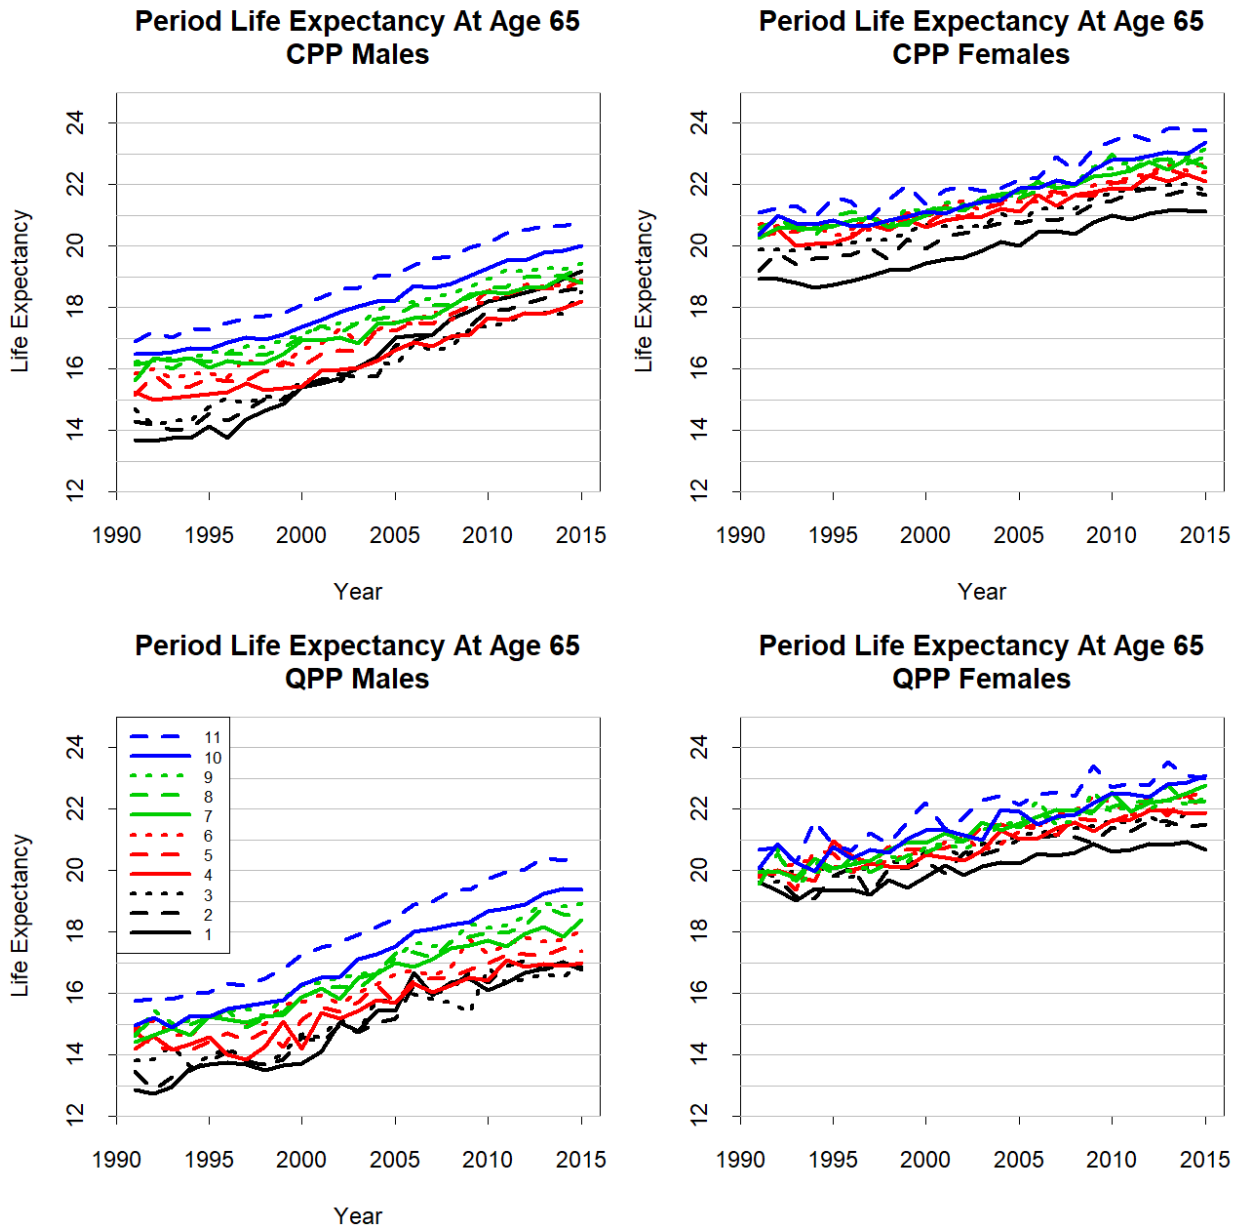 Period Life Expectancy At Age 65
CPP Males
Life Expectancy
24
22
20
18
16
14
12
1990 1995 2000 2005 2010 2015
Year
Period Life Expectancy At Age 65
CPP Females
Life Expectancy
24
22
20
18
16
14
12
1990 1995 2000 2005 2010 2015
Year
Period Life Expectancy At Age 65
QPP Males
Life Expectancy
24
22
20
18
16
14
12
11
10
9
8
7
6
5
4
3
2
1
1990 1995 2000 2005 2010 2015
Year
Period Life Expectancy At Age 65
QPP Females
24
22
20
18
16
14
12
1990 1995 2000 2005 2010 2015